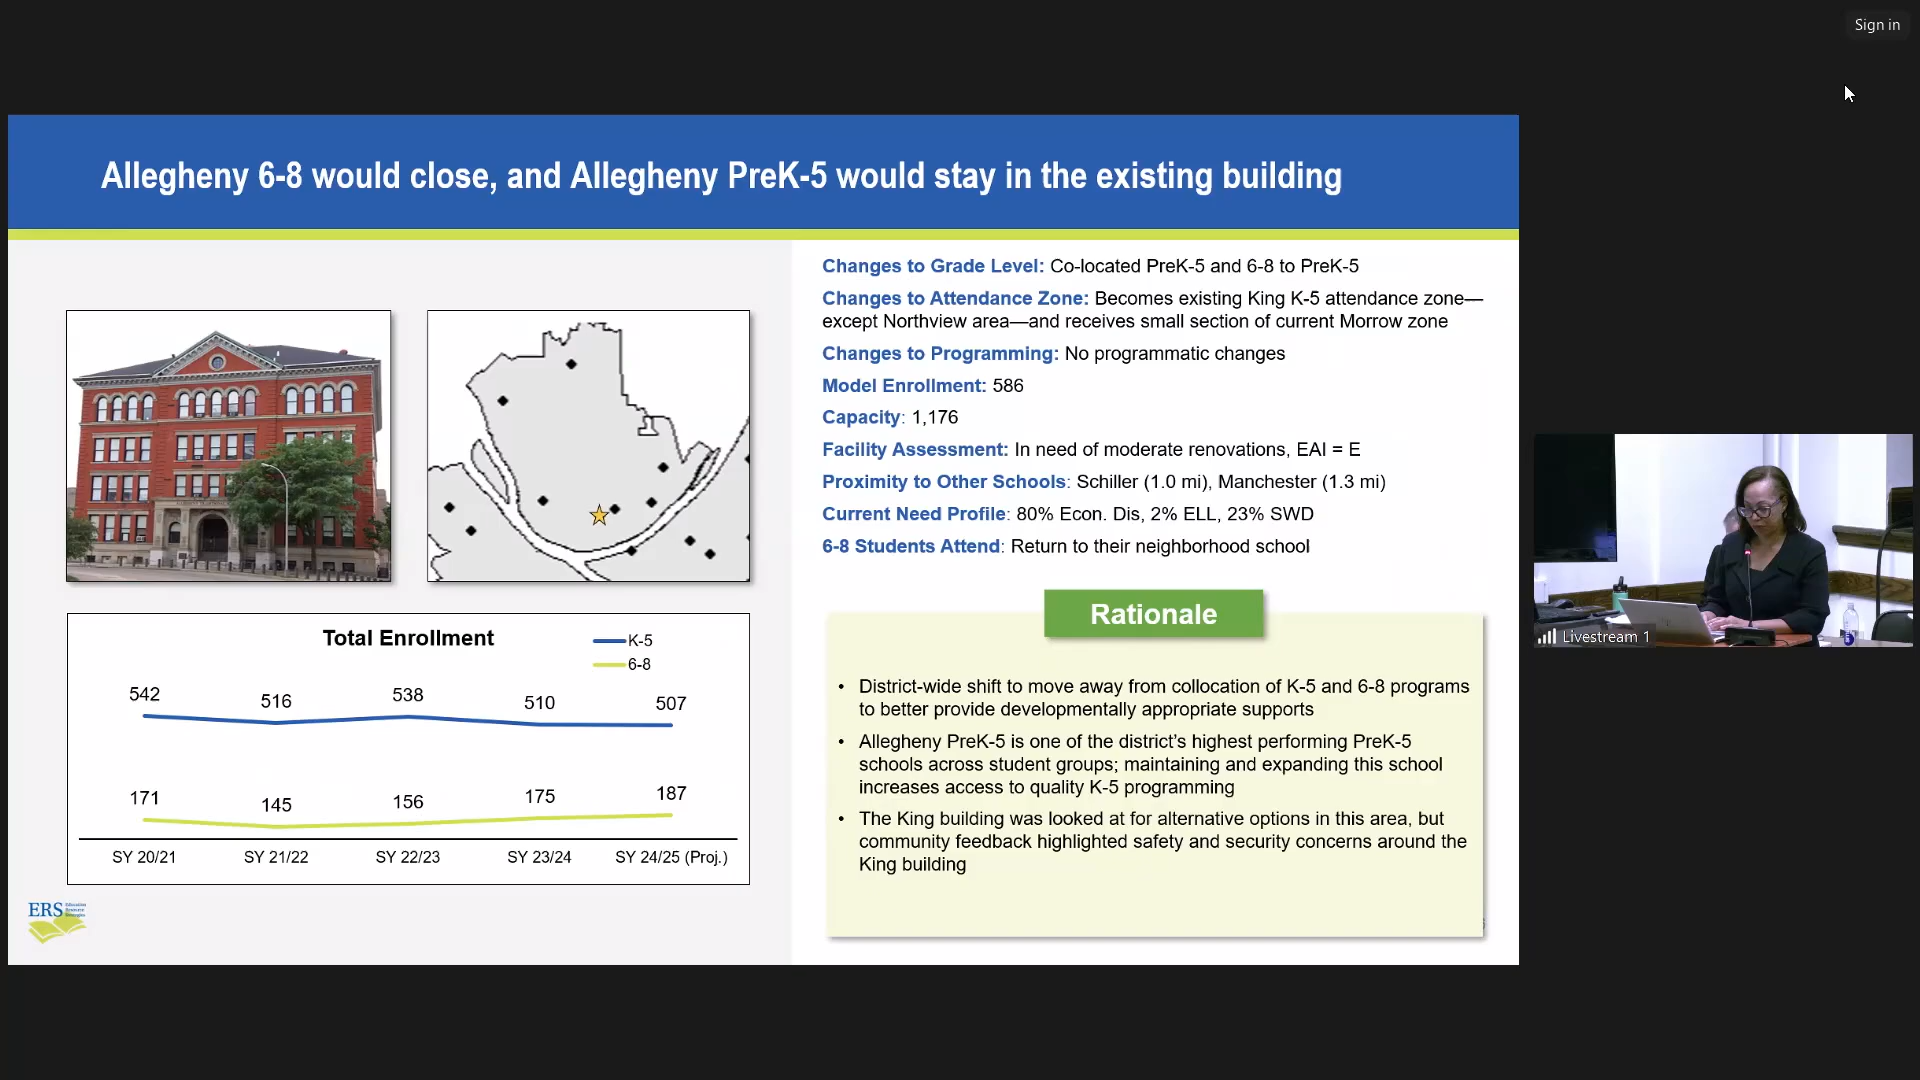 Sign in
Allegheny 6-8 would close, and Allegheny PreK-5 would stay in the existing building
Changes to Grade Level: Co-located PreK-5 and 6-8 to PreK-5
Changes to Attendance Zone: Becomes existing King K-5 attendance zone—
except Northview area—and receives small section of current Morrow zone
Changes to Programming: No programmatic changes
Model Enrollment: 586
Capacity: 1,176
Facility Assessment: In need of moderate renovations, EAI = E
Proximity to Other Schools: Schiller (1.0 mi), Manchester (1.3 mi)
Current Need Profile: 80% Econ. Dis, 2% ELL, 23% SWD
6-8 Students Attend: Return to their neighborhood school
Total Enrollment
K-5
6-8
542
516
538
510
507
171
145
156
175
187
SY 20/21
SY 21/22
SY 22/23
SY 23/24
SY 24/25 (Proj.)
Rationale
• District-wide shift to move away from collocation of K-5 and 6-8 programs
to better provide developmentally appropriate supports
• Allegheny PreK-5 is one of the district's highest performing PreK-5
schools across student groups; maintaining and expanding this school
increases access to quality K-5 programming
• The King building was looked at for alternative options in this area, but
community feedback highlighted safety and security concerns around the
King building
ERS
Education
Resource
Strategies
Livestream 1